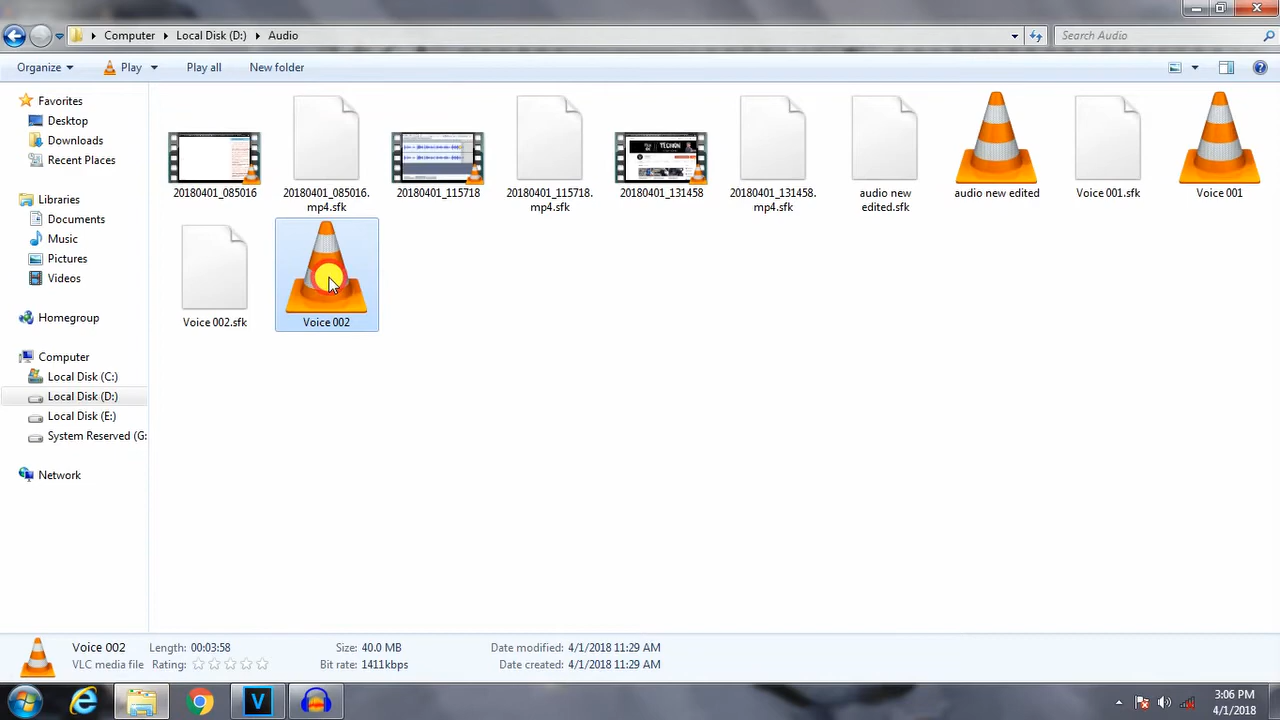 Computer Local Disk (D:) Audio
Search Audio
Organize Play Play all New folder
Favorites
Desktop
Downloads
Recent Places
Libraries
Documents
Music
Pictures
Videos
Homegroup
Computer
Local Disk (C:)
Local Disk (D:)
Local Disk (E:)
System Reserved (G:
Network
20180401_085016
20180401_085016.
mp4.sfk
20180401_115718
20180401_115718.
mp4.sfk
20180401_131458
20180401_131458.
mp4.sfk
audio new
edited.sfk
audio new edited
Voice 001.sfk
Voice 001
Voice 002.sfk
Voice 002
Voice 002 Length: 00:03:58 Size: 40.0 MB Date modified: 4/1/2018 11:29 AM
VLC media file Rating: Bit rate: 1411kbps Date created: 4/1/2018 11:29 AM
3:06 PM
4/1/2018